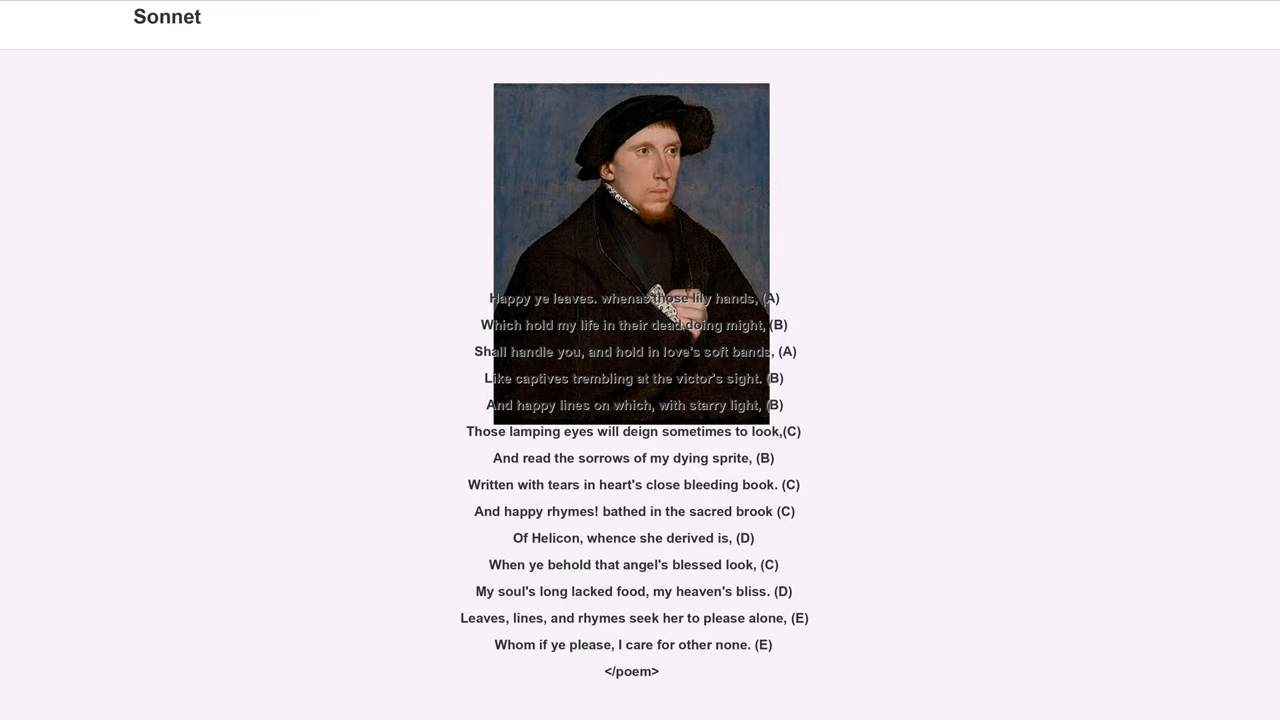 Sonnet
Happy ye leaves. whenas those lily hands, (A)
Which hold my life in their dead doing might, (B)
Shall handle you, and hold in love's soft bands, (A)
Like captives trembling at the victor's sight. (B)
And happy lines on which, with starry light, (B)
Those lamping eyes will deign sometimes to look,(C)
And read the sorrows of my dying sprite, (B)
Written with tears in heart's close bleeding book. (C)
And happy rhymes! bathed in the sacred brook (C)
Of Helicon, whence she derived is, (D)
When ye behold that angel's blessed look, (C)
My soul's long lacked food, my heaven's bliss. (D)
Leaves, lines, and rhymes seek her to please alone, (E)
Whom if ye please, I care for other none. (E)
</poem>